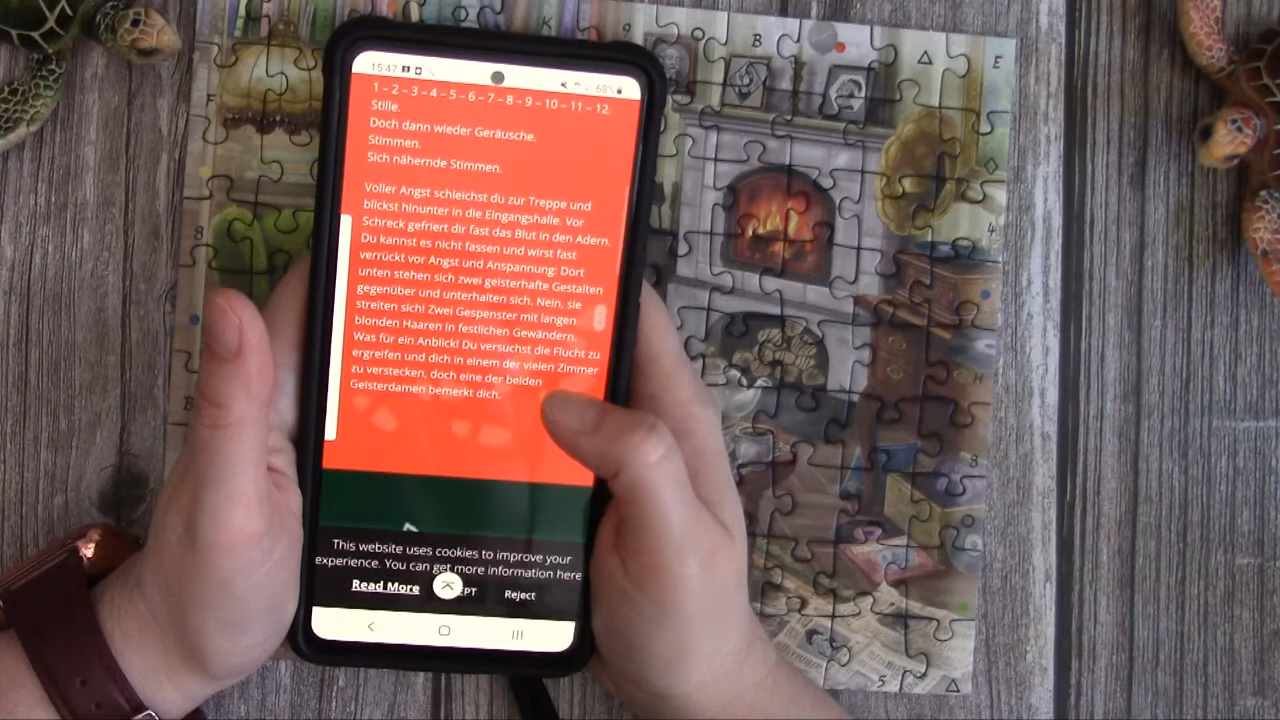 K
9
B
E
15:47
68%
1 – 2 – 3 – 4 – 5 – 6 – 7 – 8 – 9 – 10 – 11 – 12.
Stille.
Doch dann wieder Geräusche.
Stimmen.
Sich nähernde Stimmen.
Voller Angst schleichst du zur Treppe und
blickst hinunter in die Eingangshalle. Vor
Schreck gefriert dir fast das Blut in den Adern.
Du kannst es nicht fassen und wirst fast
verrückt vor Angst und Anspannung: Dort
unten stehen sich zwei geisterhafte Gestalten
gegenüber und unterhalten sich. Nein, sie
streiten sich! Zwei Gespenster mit langen
blonden Haaren in festlichen Gewändern.
Was für ein Anblick! Du versuchst die Flucht zu
ergreifen und dich in einem der vielen Zimmer
zu verstecken, doch eine der beiden
Geisterdamen bemerkt dich.
This website uses cookies to improve your
experience. You can get more information here
Read More
EPT
Reject
F
8
B
4
H
8
5